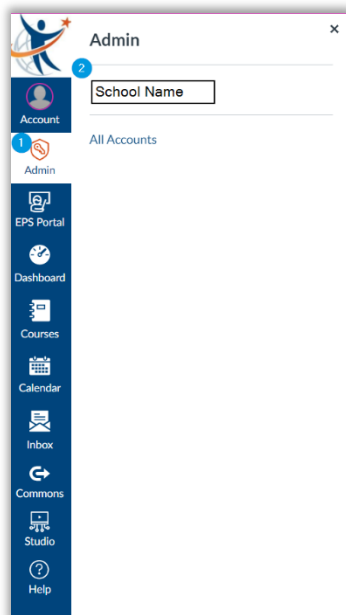 Admin
×
2
School Name
Account
All Accounts
1
Admin
EPS Portal
Dashboard
Courses
Calendar
Inbox
Commons
Studio
?
Help